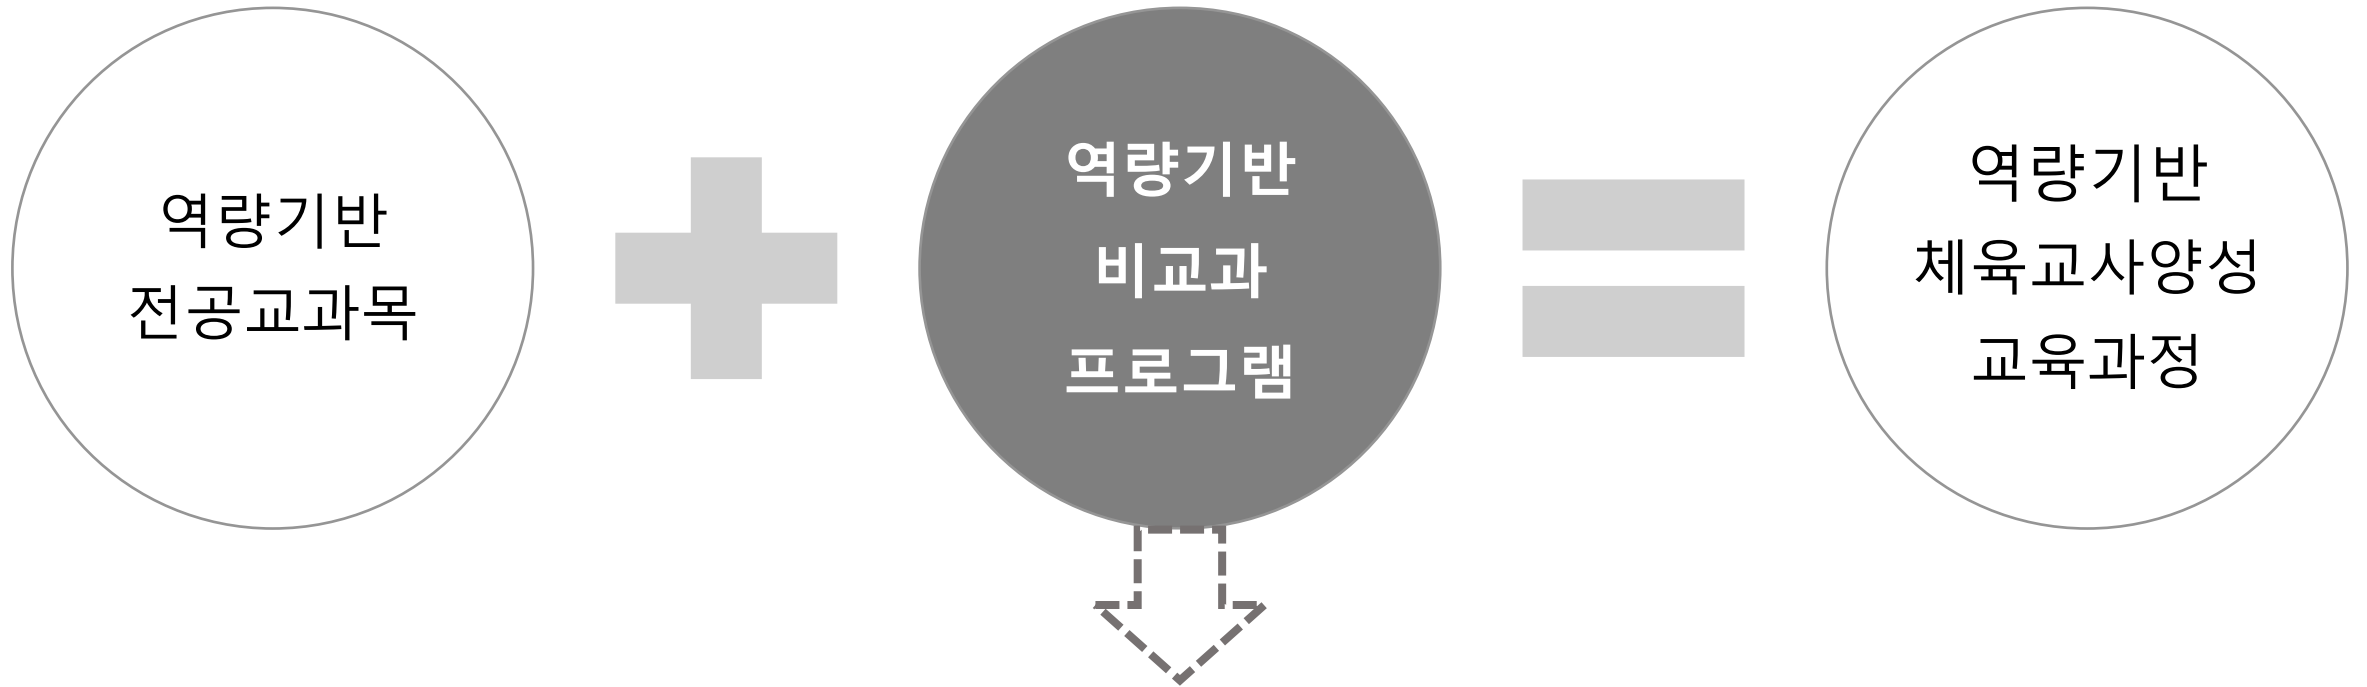 역량기반
전공교과목
역량기반
비교과
프로그램
역량기반
체육교사양성
교육과정